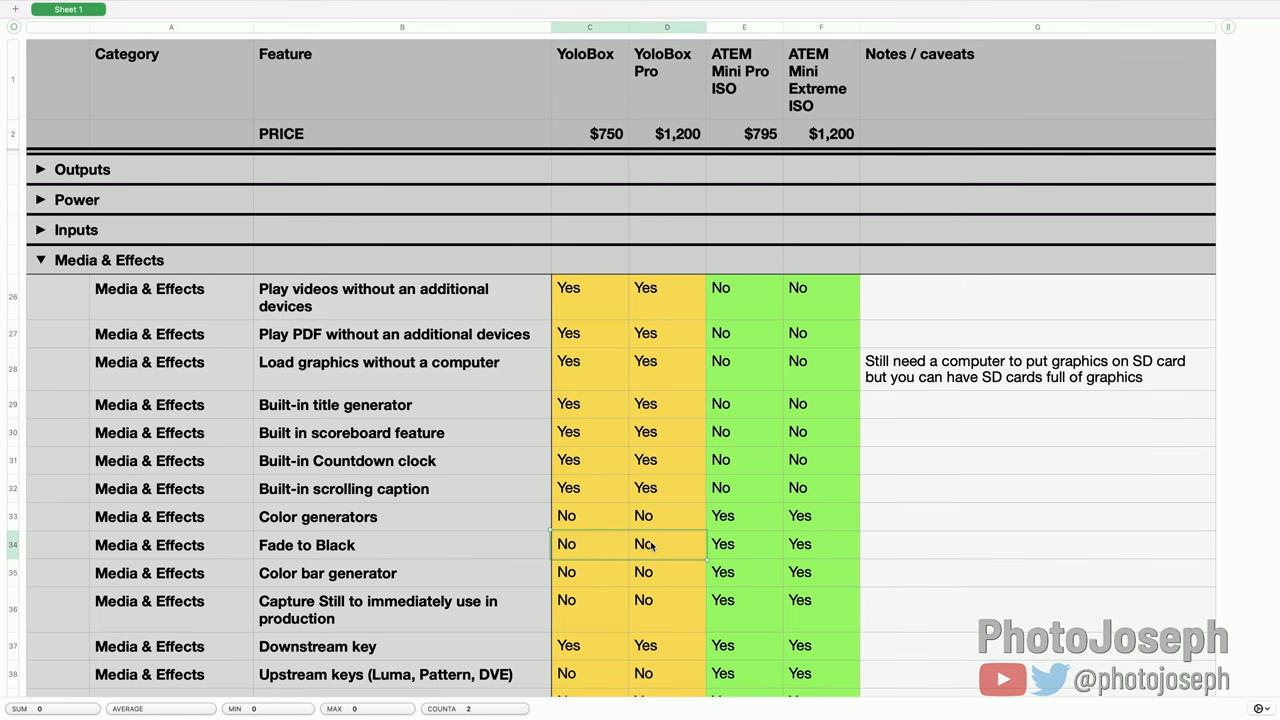 Sheet 1
A B C D E F G
1 Category Feature YoloBox YoloBox Pro ATEM Mini Pro ISO ATEM Mini Extreme ISO Notes / caveats
2 PRICE $750 $1,200 $795 $1,200
Outputs
Power
Inputs
Media & Effects
26 Media & Effects Play videos without an additional devices Yes Yes No No
27 Media & Effects Play PDF without an additional devices Yes Yes No No
28 Media & Effects Load graphics without a computer Yes Yes No No Still need a computer to put graphics on SD card but you can have SD cards full of graphics
29 Media & Effects Built-in title generator Yes Yes No No
30 Media & Effects Built in scoreboard feature Yes Yes No No
31 Media & Effects Built-in Countdown clock Yes Yes No No
32 Media & Effects Built-in scrolling caption Yes Yes No No
33 Media & Effects Color generators No No Yes Yes
34 Media & Effects Fade to Black No No Yes Yes
35 Media & Effects Color bar generator No No Yes Yes
36 Media & Effects Capture Still to immediately use in production No No Yes Yes
37 Media & Effects Downstream key Yes Yes Yes Yes
38 Media & Effects Upstream keys (Luma, Pattern, DVE) No No Yes Yes
PhotoJoseph
@photojoseph
SUM 0 AVERAGE MIN 0 MAX 0 COUNTA 2